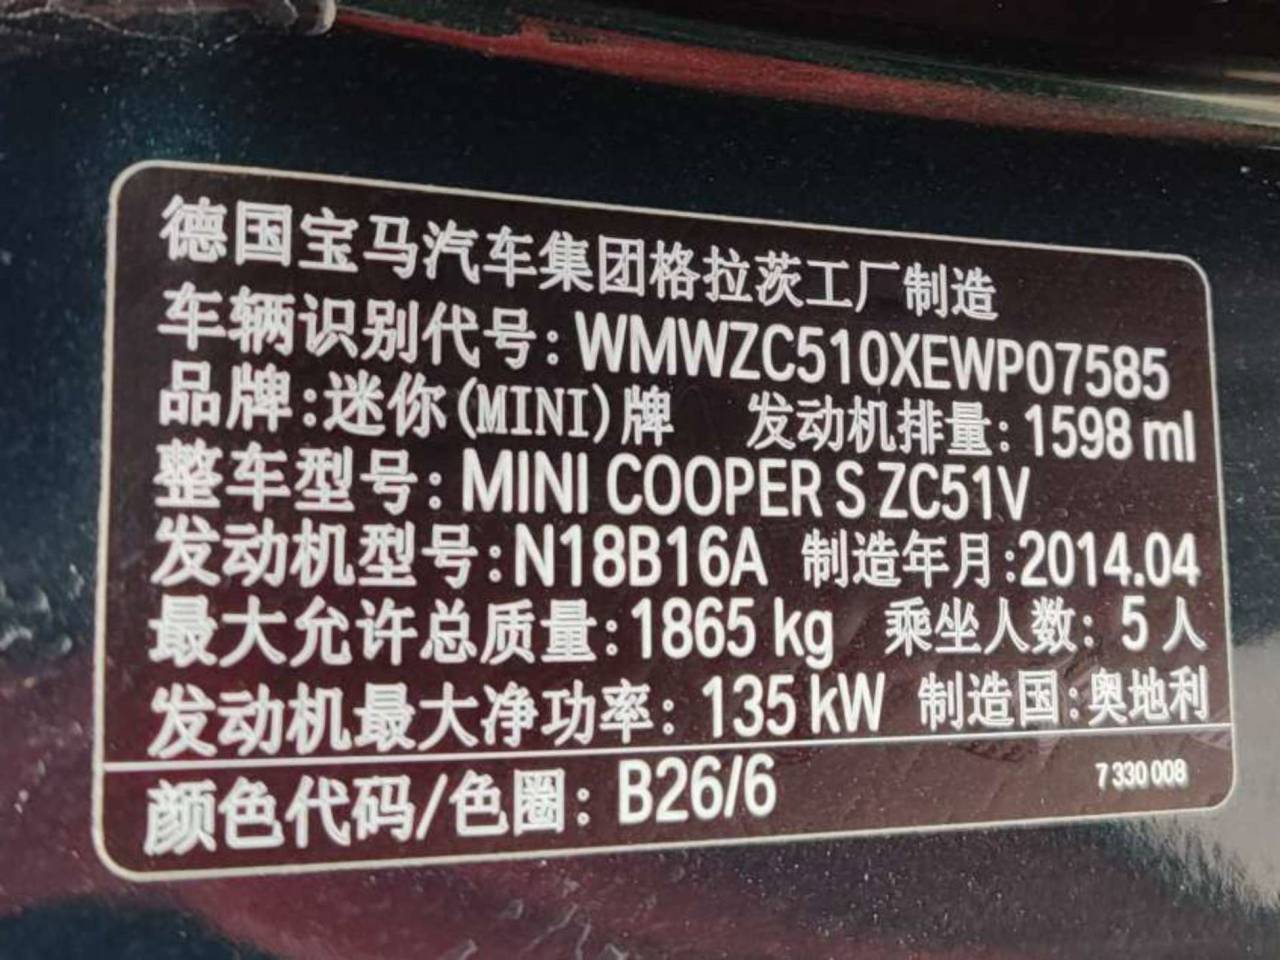 德国宝马汽车集团格拉茨工厂制造
车辆识别代号:WMWZC510XEWP07585
品牌:迷你(MINI)牌 发动机排量:1598 ml
整车型号:MINI COOPER S ZC51V
发动机型号:N18B16A 制造年月:2014.04
最大允许总质量:1865 kg 乘坐人数: 5 人
发动机最大净功率: 135 kW 制造国:奥地利
颜色代码/色圈: B26/6 7 330 008